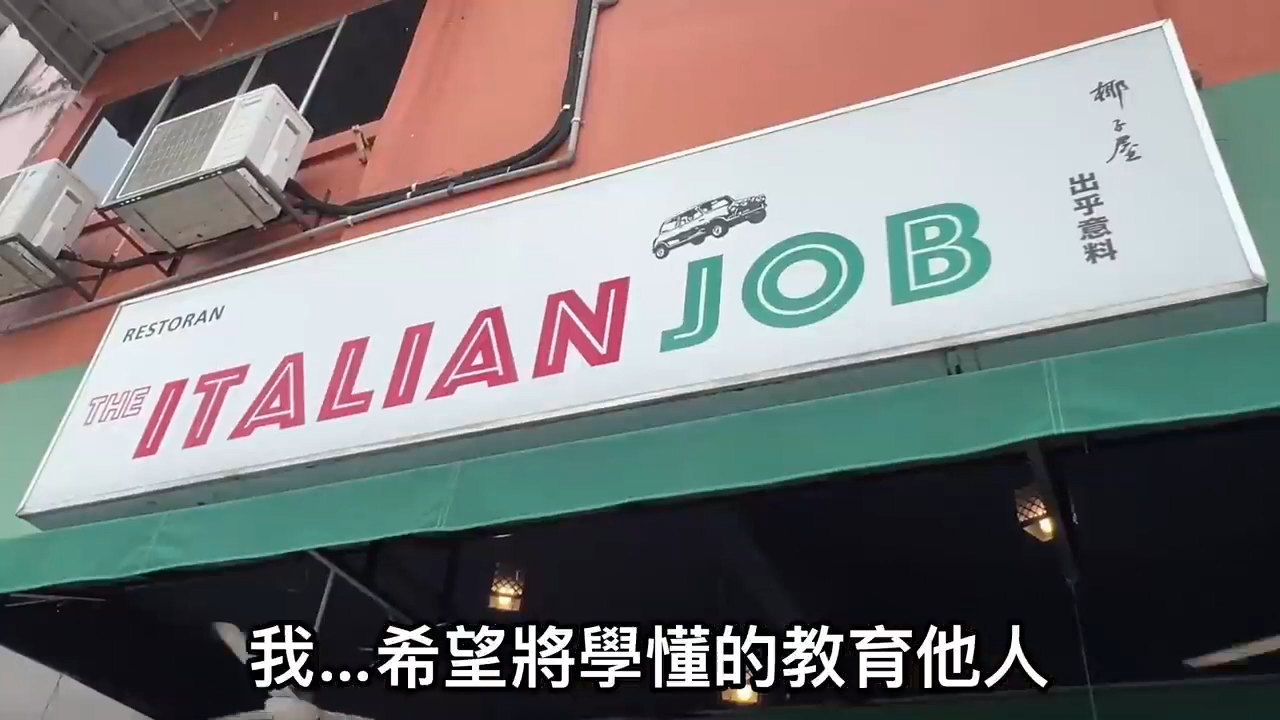 椰子屋
出乎意料
RESTORAN
THE ITALIAN JOB
我...希望將學懂的教育他人